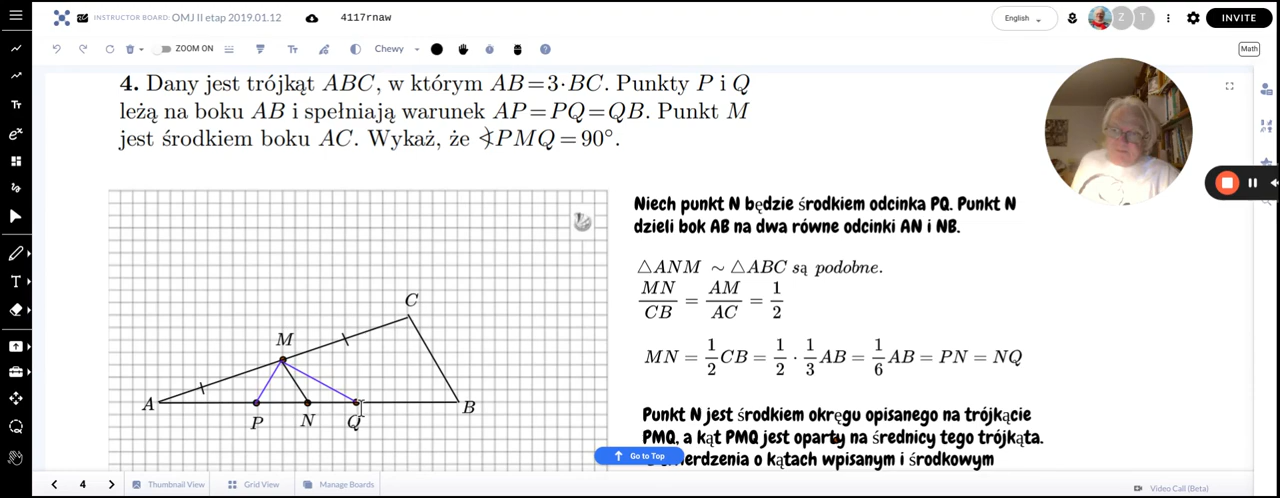 INSTRUCTOR BOARD: OMJ II etap 2019.01.12
4117rnaw
English
Z
T
INVITE
ZOOM ON
Chewy
Math
4. Dany jest trójkąt ABC, w którym AB=3·BC. Punkty P i Q
leżą na boku AB i spełniają warunek AP=PQ=QB. Punkt M
jest środkiem boku AC. Wykaż, że ∢PMQ=90°.
C
M
A
P
N
Q
B
Niech punkt N będzie środkiem odcinka PQ. Punkt N
dzieli bok AB na dwa równe odcinki AN i NB.
△ANM ∼ △ABC są podobne.
MN/CB = AM/AC = 1/2
MN = 1/2 CB = 1/2 · 1/3 AB = 1/6 AB = PN = NQ
Punkt N jest środkiem okręgu opisanego na trójkącie
PMQ, a kąt PMQ jest oparty na średnicy tego trójkąta.
o kątach wpisanym i środkowym
Go to Top
4
Thumbnail View
Grid View
Manage Boards
Video Call (Beta)